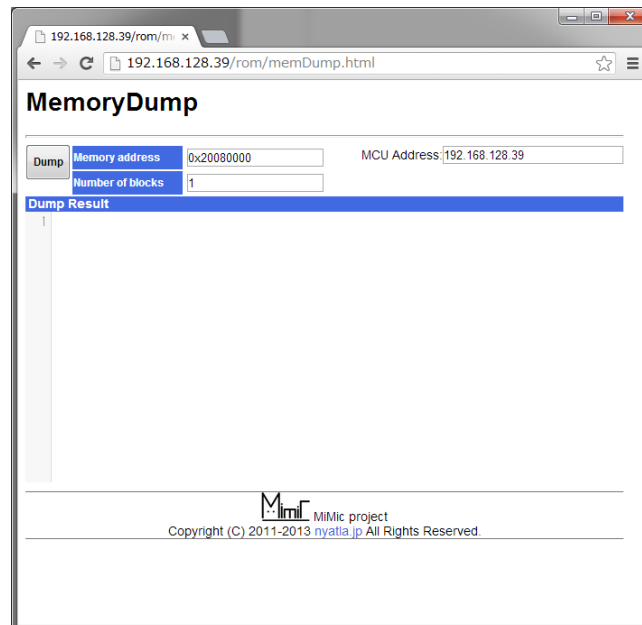 192.168.128.39/rom/m
192.168.128.39/rom/memDump.html
MemoryDump
Dump
Memory address
0x20080000
MCU Address:192.168.128.39
Number of blocks
1
Dump Result
1
MimiC MiMic project
Copyright (C) 2011-2013 nyatla.jp All Rights Reserved.